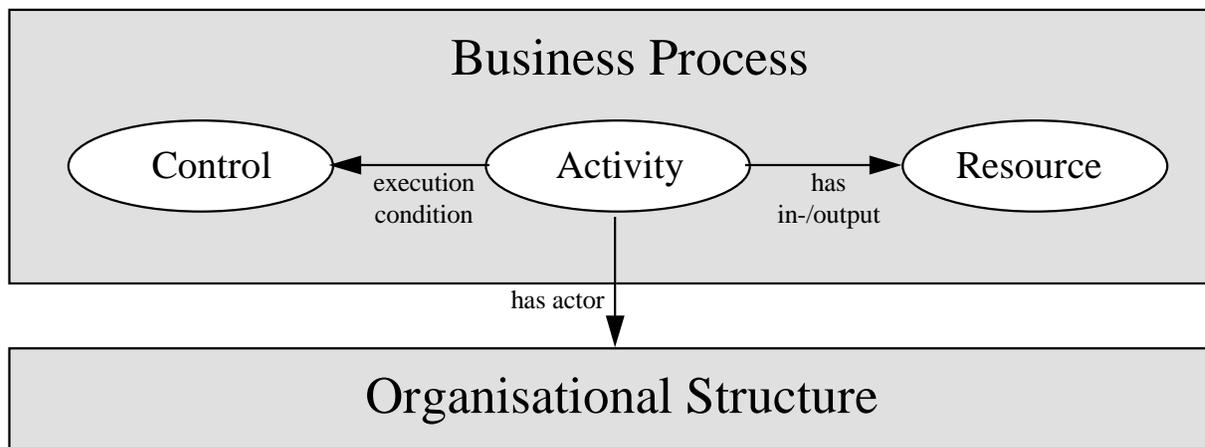 Business Process
Control
Activity
Resource
execution
condition
has
in-/output
has actor
Organisational Structure